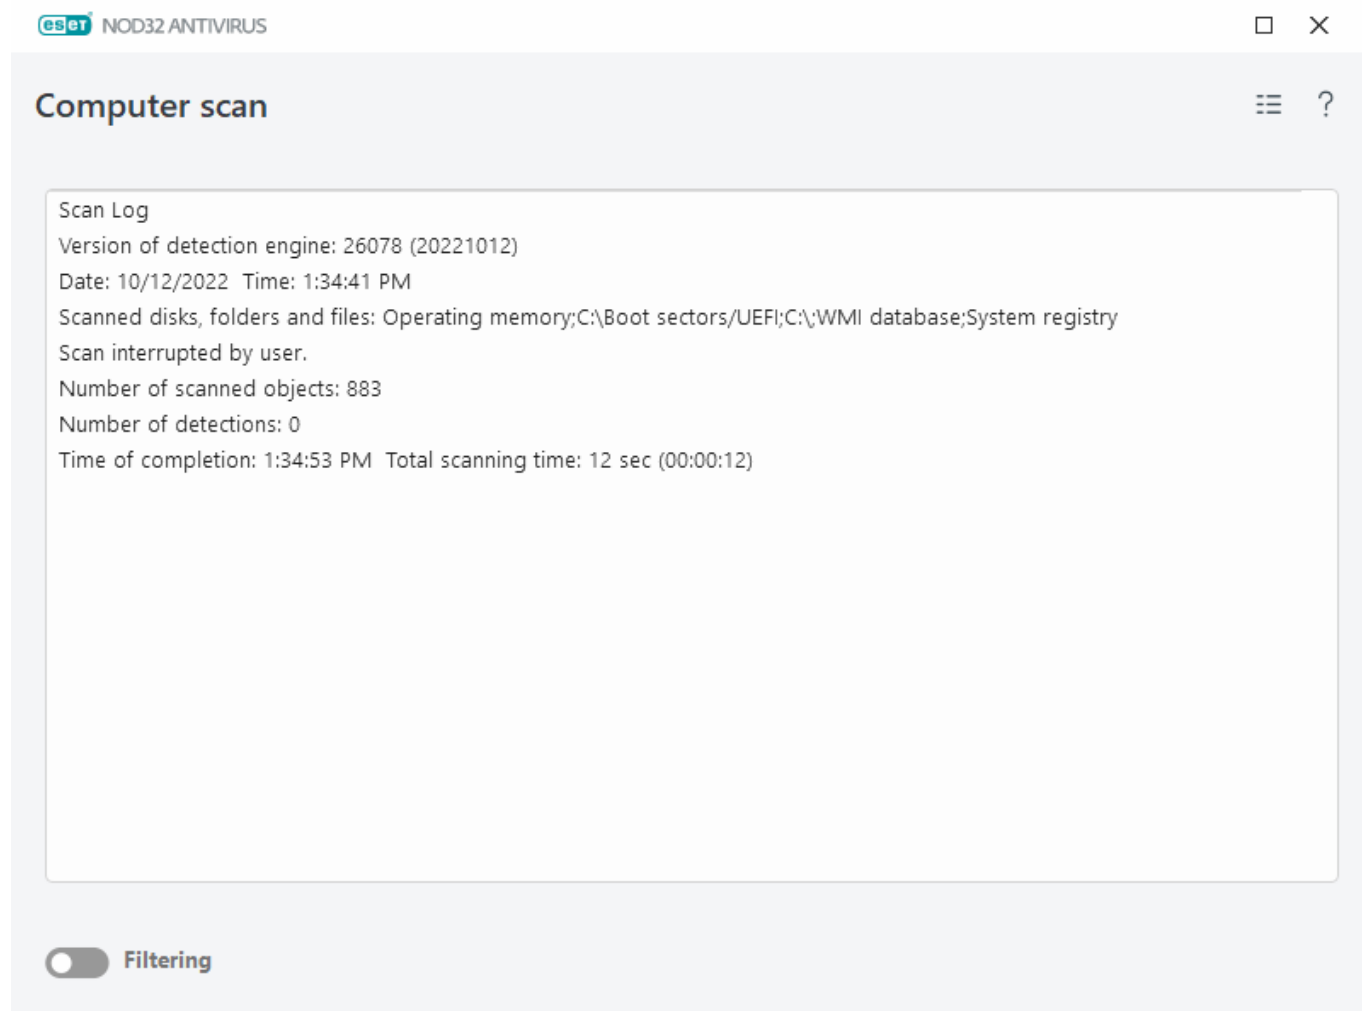 eset NOD32 ANTIVIRUS
Computer scan
Scan Log
Version of detection engine: 26078 (20221012)
Date: 10/12/2022  Time: 1:34:41 PM
Scanned disks, folders and files: Operating memory;C:\Boot sectors/UEFI;C:\;WMI database;System registry
Scan interrupted by user.
Number of scanned objects: 883
Number of detections: 0
Time of completion: 1:34:53 PM  Total scanning time: 12 sec (00:00:12)
Filtering